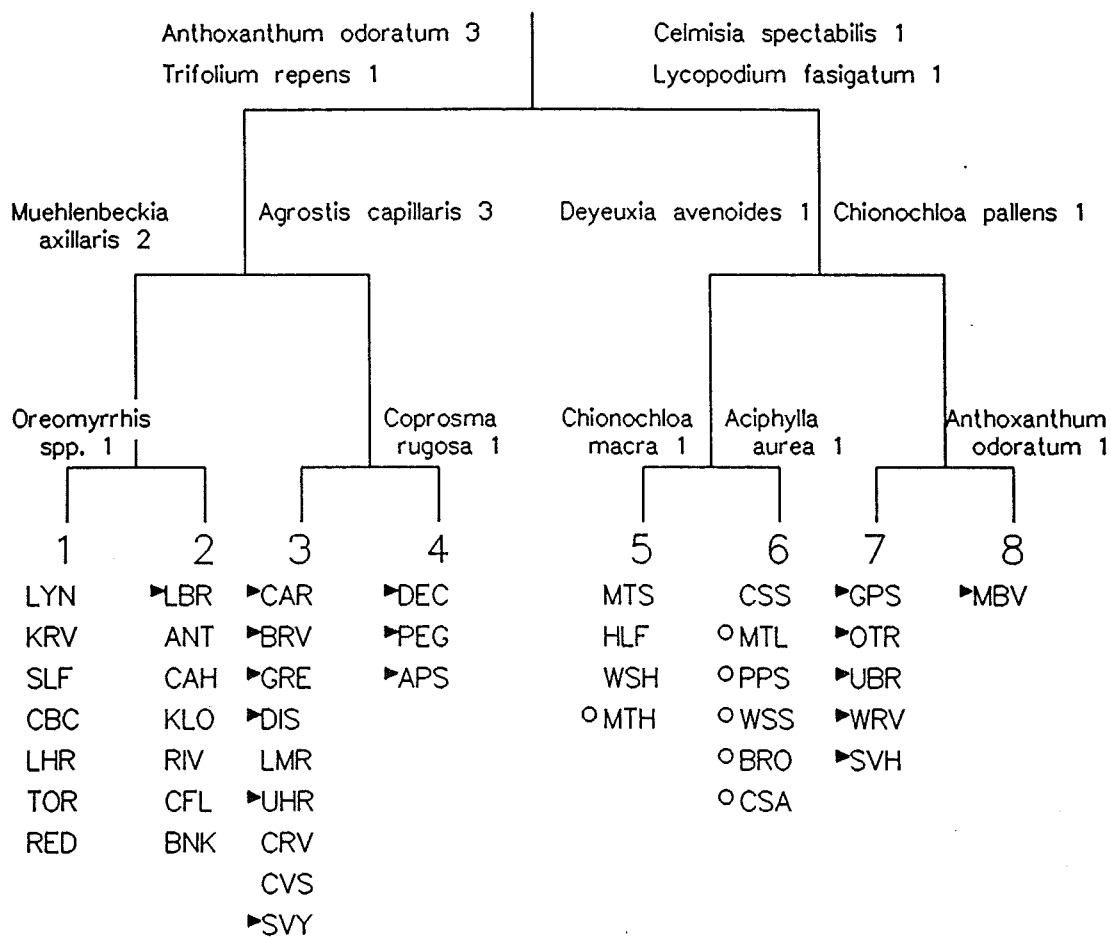 Anthoxanthum odoratum 3 Celmisia spectabilis 1
Trifolium repens 1 Lycopodium fasigatum 1
Muehlenbeckia
axillaris 2
Agrostis capillaris 3 Deyeuxia avenoides 1 Chionochloa pallens 1
Oreomyrrhis
spp. 1
Coprosma
rugosa 1
Chionochloa
macra 1
Aciphylla
aurea 1
Anthoxanthum
odoratum 1
1 2 3 4 5 6 7 8
LYN ►LBR ►CAR ►DEC MTS CSS ►GPS ►MBV
KRV ANT ►BRV ►PEG HLF ○MTL ►OTR
SLF CAH ►GRE ►APS WSH ○PPS ►UBR
CBC KLO ►DIS ○MTH ○WSS ►WRV
LHR RIV LMR ○BRO ►SVH
TOR CFL ►UHR ○CSA
RED BNK CRV
CVS
►SVY